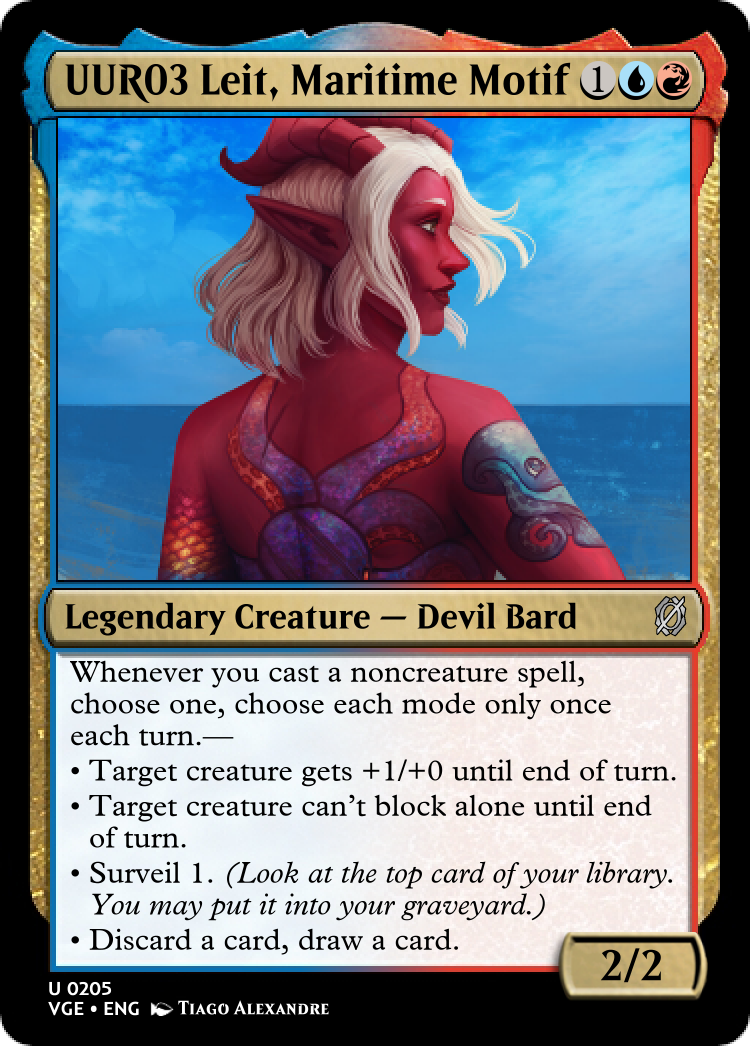 UUR03 Leit, Maritime Motif 1
Legendary Creature — Devil Bard
Whenever you cast a noncreature spell,
choose one, choose each mode only once
each turn.—
• Target creature gets +1/+0 until end of turn.
• Target creature can't block alone until end
of turn.
• Surveil 1. (Look at the top card of your library.
You may put it into your graveyard.)
• Discard a card, draw a card.
2/2
U 0205
VGE • ENG Tiago Alexandre